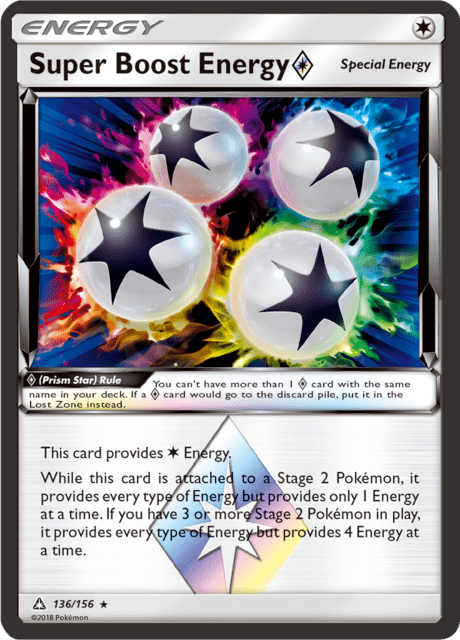 ENERGY
Super Boost Energy◊ Special Energy
◊ (Prism Star) Rule You can't have more than 1 ◊ card with the same
name in your deck. If a ◊ card would go to the discard pile, put it in the
Lost Zone instead.
This card provides ✶ Energy.
While this card is attached to a Stage 2 Pokémon, it
provides every type of Energy but provides only 1 Energy
at a time. If you have 3 or more Stage 2 Pokémon in play,
it provides every type of Energy but provides 4 Energy at
a time.
136/156 ★
©2018 Pokémon